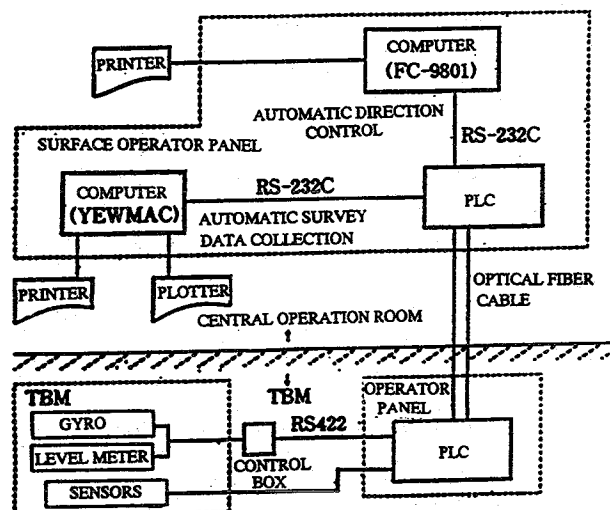 COMPUTER
(FC-9801)
PRINTER
AUTOMATIC DIRECTION
CONTROL
RS-232C
SURFACE OPERATOR PANEL
COMPUTER
(YEWMAC)
RS-232C
AUTOMATIC SURVEY
DATA COLLECTION
PLC
PRINTER
PLOTTER
OPTICAL FIBER
CABLE
CENTRAL OPERATION ROOM
TBM
TBM
OPERATOR
PANEL
GYRO
LEVEL METER
RS422
CONTROL
BOX
PLC
SENSORS